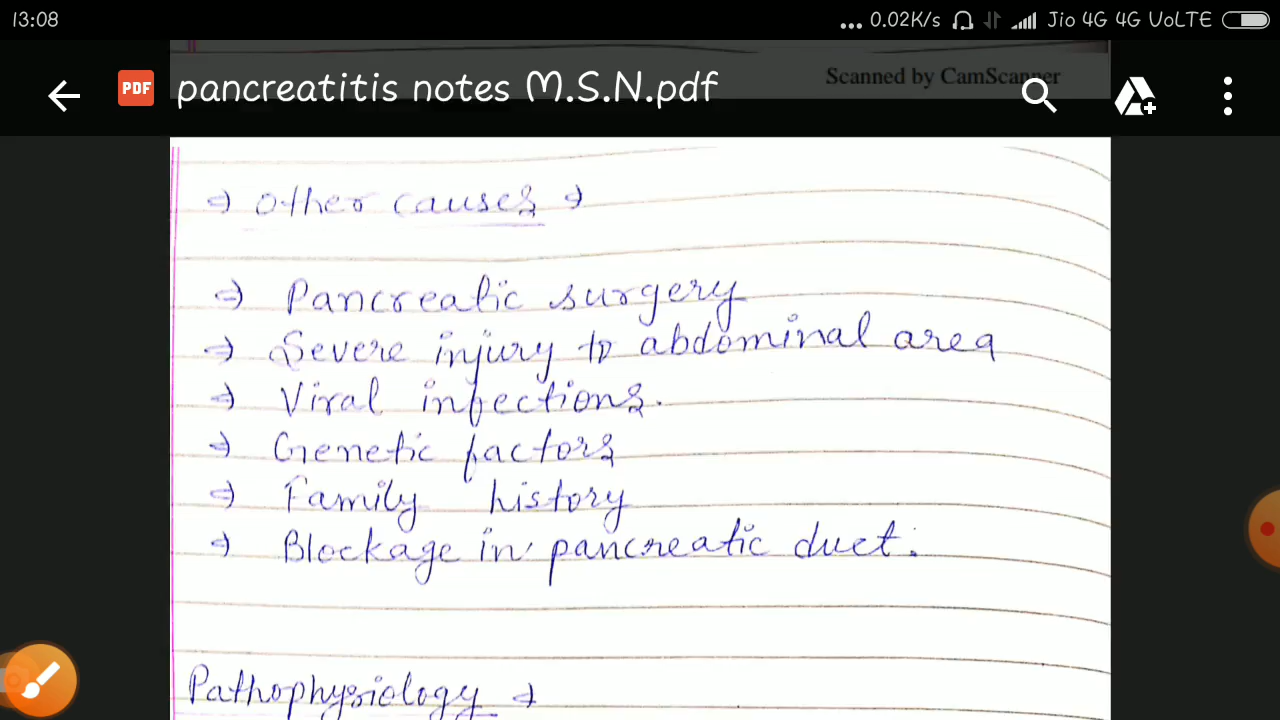 13:08 ... 0.02K/s Jio 4G 4G VoLTE
Scanned by CamScanner
PDF pancreatitis notes M.S.N.pdf
⇒ Other causes ⇒
⇒ Pancreatic surgery
⇒ Severe injury to abdominal area
⇒ Viral infections.
⇒ Genetic factors
⇒ Family history
⇒ Blockage in pancreatic duct.
Pathophysiology ⇒